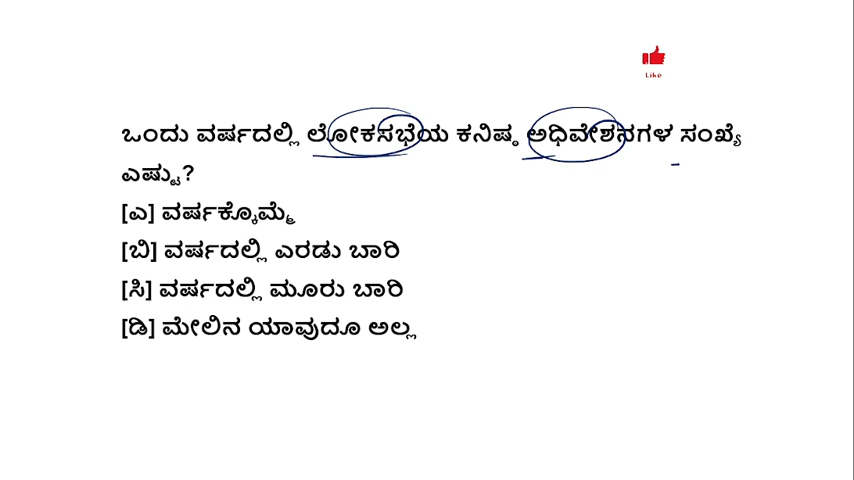 Like
ಒಂದು ವರ್ಷದಲ್ಲಿ ಲೋಕಸಭೆಯ ಕನಿಷ್ಠ ಅಧಿವೇಶನಗಳ ಸಂಖ್ಯೆ
ಎಷ್ಟು?
[ಎ] ವರ್ಷಕ್ಕೊಮ್ಮೆ
[ಬಿ] ವರ್ಷದಲ್ಲಿ ಎರಡು ಬಾರಿ
[ಸಿ] ವರ್ಷದಲ್ಲಿ ಮೂರು ಬಾರಿ
[ಡಿ] ಮೇಲಿನ ಯಾವುದೂ ಅಲ್ಲ